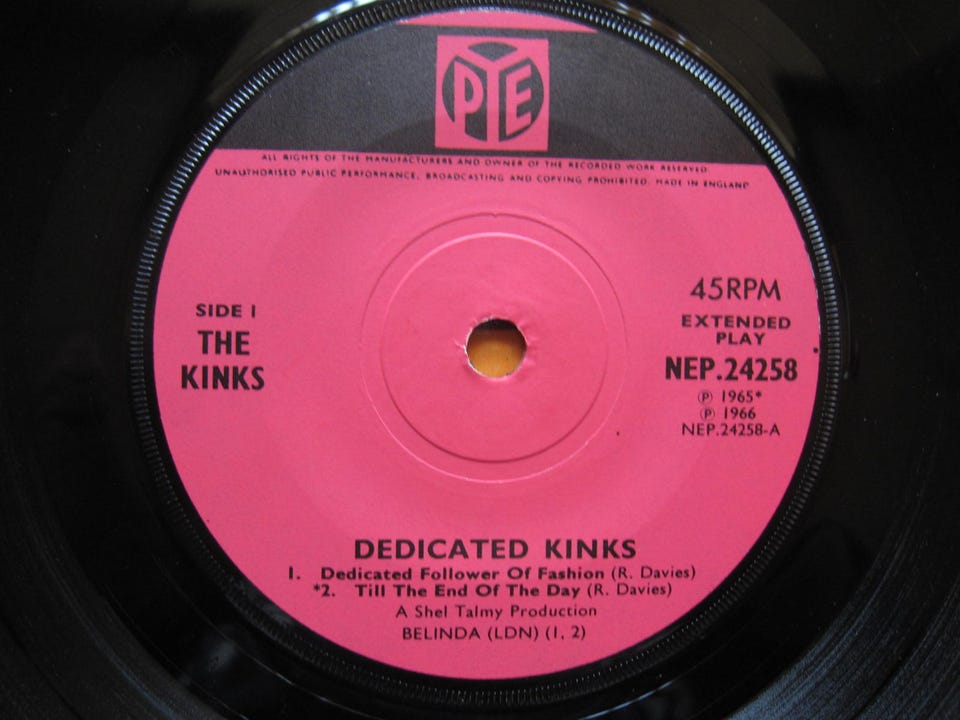 PYE
ALL RIGHTS OF THE MANUFACTURERS AND OWNER OF THE RECORDED WORK RESERVED.
UNAUTHORISED PUBLIC PERFORMANCE, BROADCASTING AND COPYING PROHIBITED. MADE IN ENGLAND
SIDE 1
THE
KINKS
45RPM
EXTENDED
PLAY
NEP.24258
℗ 1965*
℗ 1966
NEP.24258-A
DEDICATED KINKS
1. Dedicated Follower Of Fashion (R. Davies)
*2. Till The End Of The Day (R. Davies)
A Shel Talmy Production
BELINDA (LDN) (1, 2)